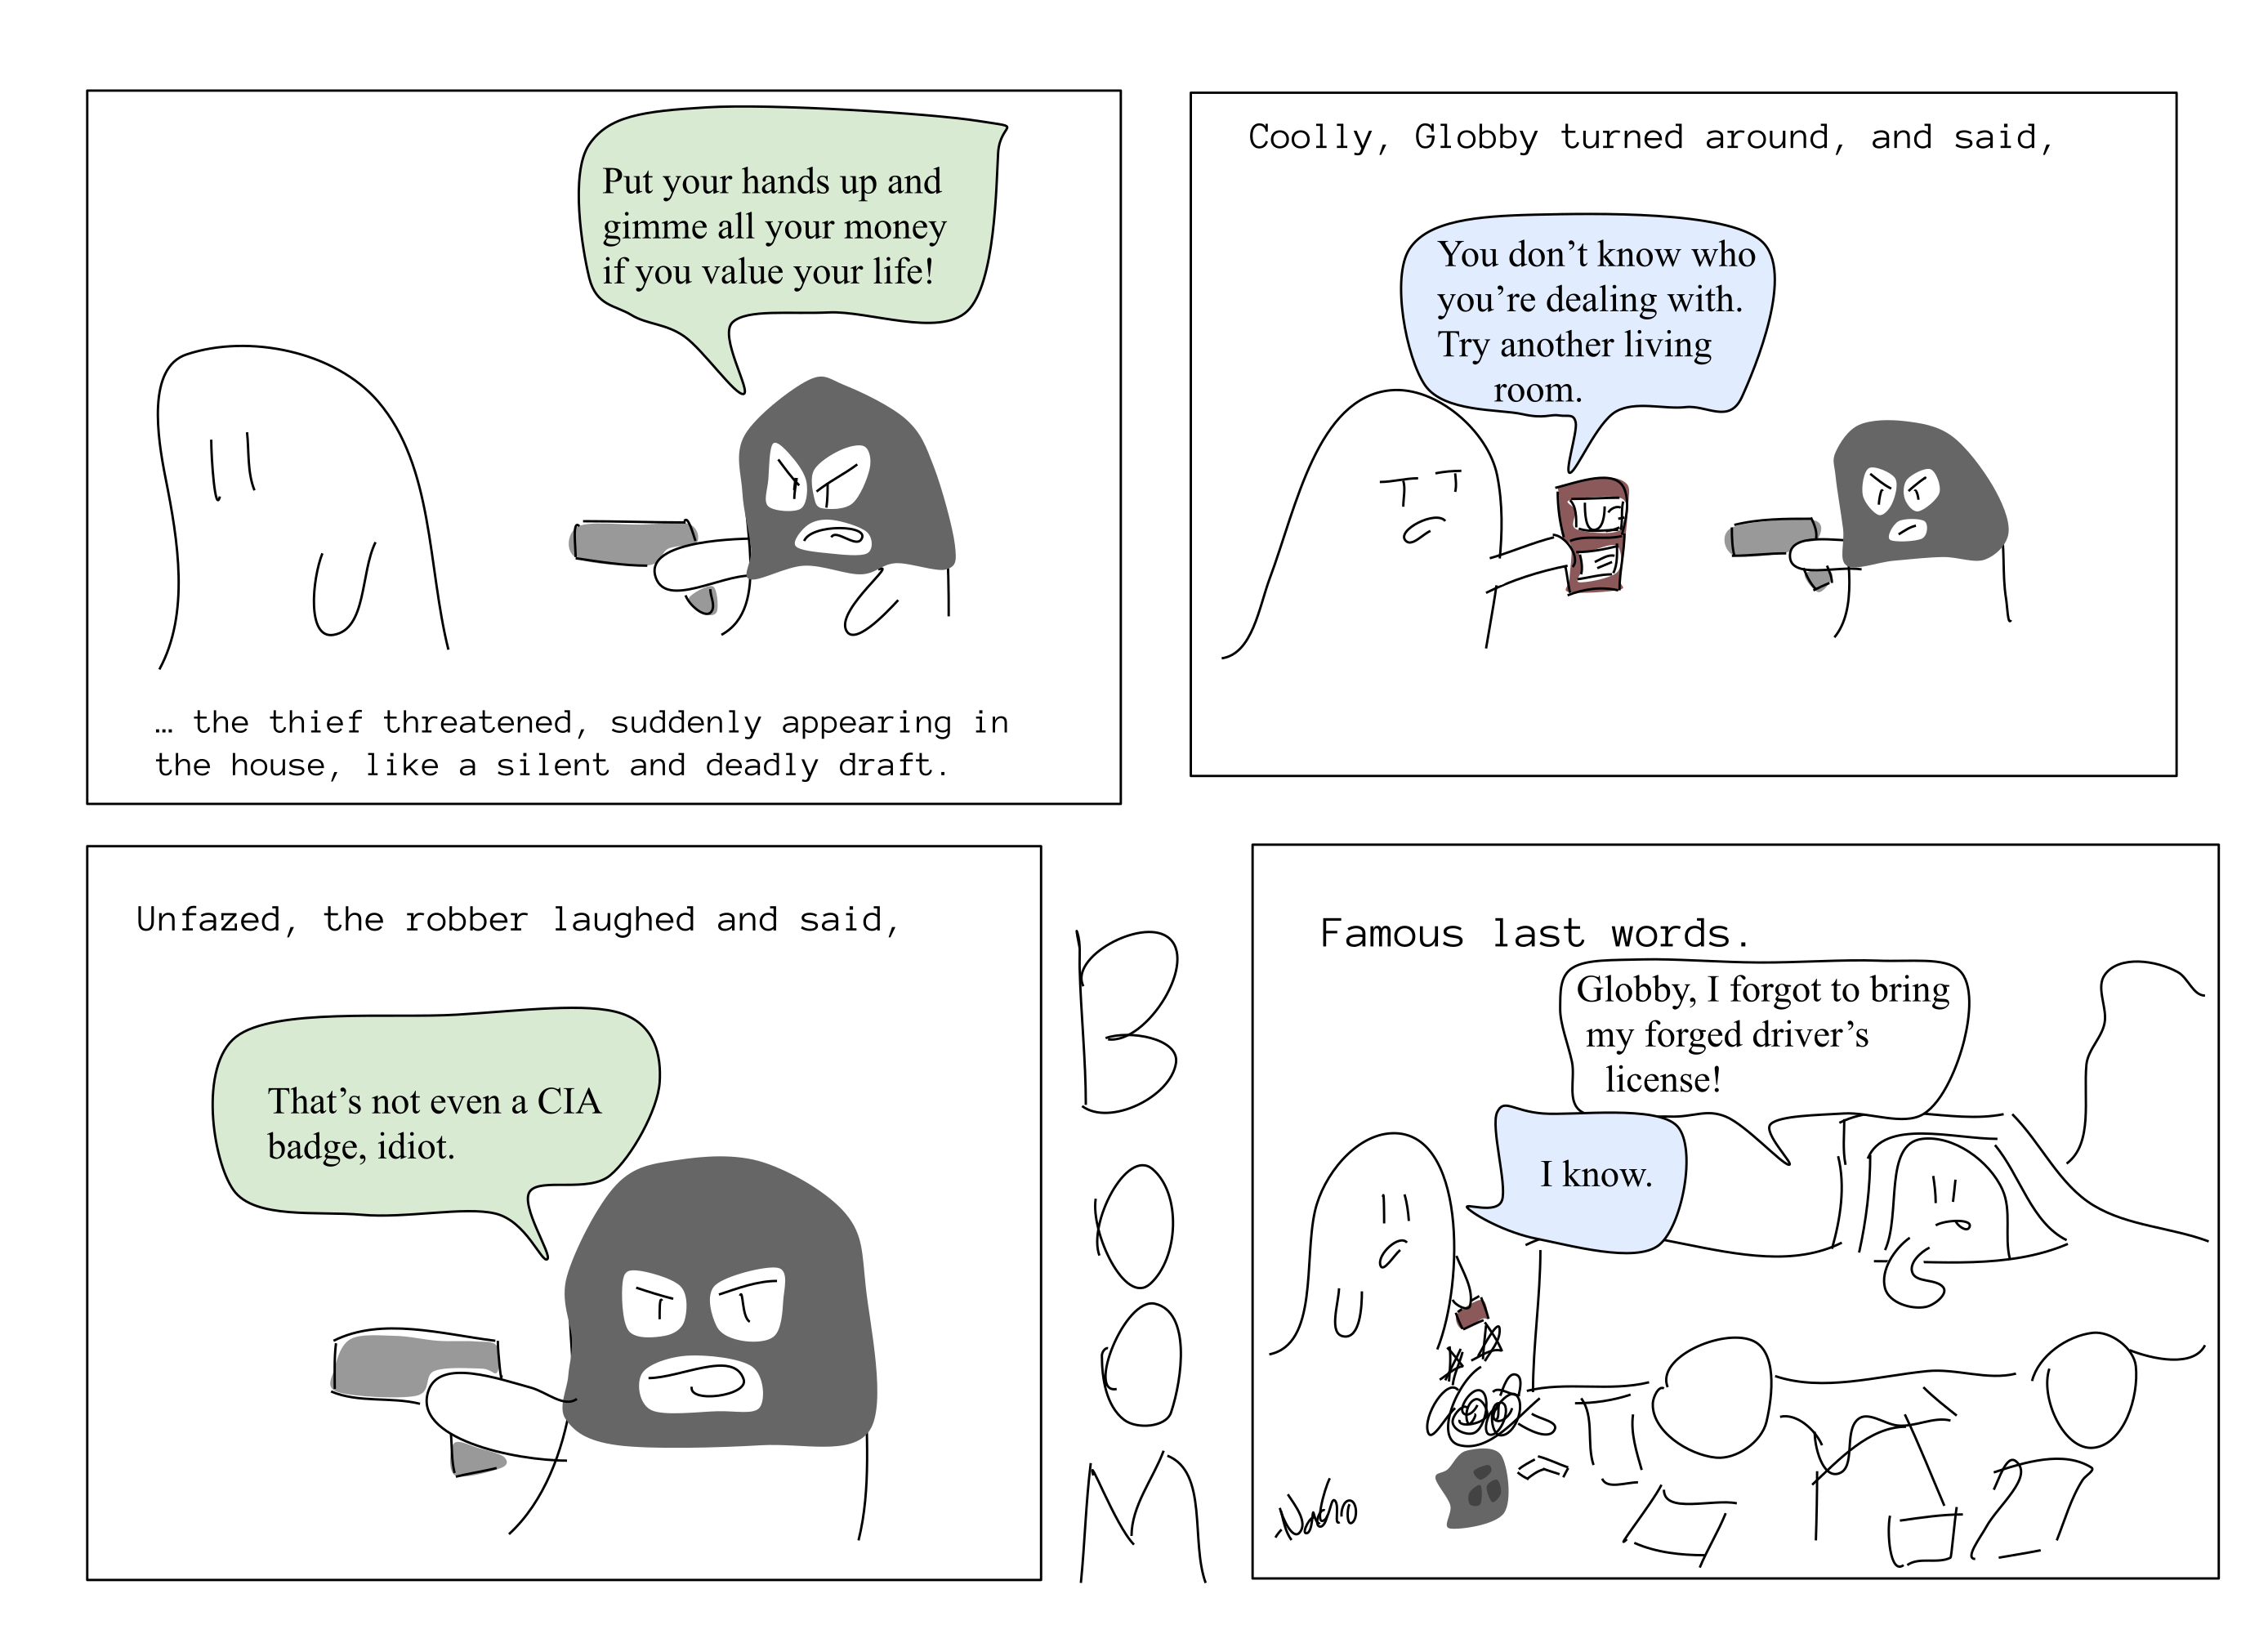 Put your hands up and
gimme all your money
if you value your life!
… the thief threatened, suddenly appearing in
the house, like a silent and deadly draft.
Coolly, Globby turned around, and said,
You don’t know who
you’re dealing with.
Try another living
room.
Unfazed, the robber laughed and said,
That’s not even a CIA
badge, idiot.
BOOM
Famous last words.
Globby, I forgot to bring
my forged driver’s
license!
I know.